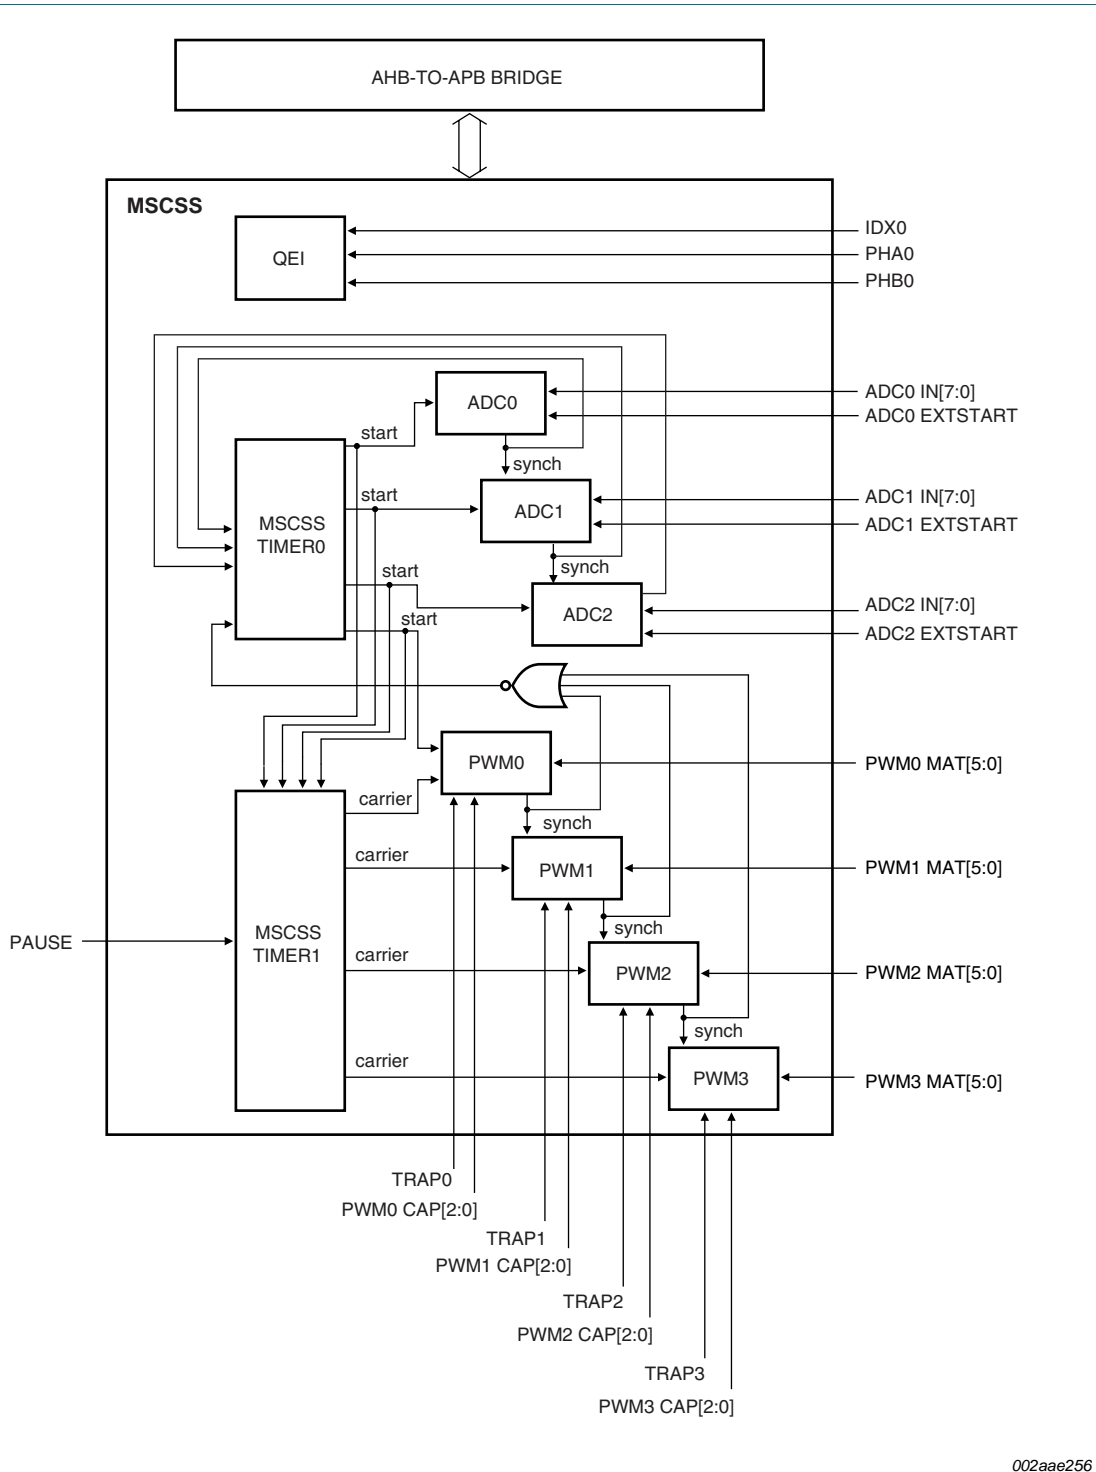 AHB-TO-APB BRIDGE
MSCSS
QEI
IDX0
PHA0
PHB0
ADC0
ADC0 IN[7:0]
ADC0 EXTSTART
start
synch
start
MSCSS
TIMER0
ADC1
ADC1 IN[7:0]
ADC1 EXTSTART
synch
start
start
ADC2
ADC2 IN[7:0]
ADC2 EXTSTART
PWM0
PWM0 MAT[5:0]
carrier
synch
carrier
PWM1
PWM1 MAT[5:0]
PAUSE
MSCSS
TIMER1
synch
carrier
PWM2
PWM2 MAT[5:0]
synch
carrier
PWM3
PWM3 MAT[5:0]
TRAP0
PWM0 CAP[2:0]
TRAP1
PWM1 CAP[2:0]
TRAP2
PWM2 CAP[2:0]
TRAP3
PWM3 CAP[2:0]
002aae256